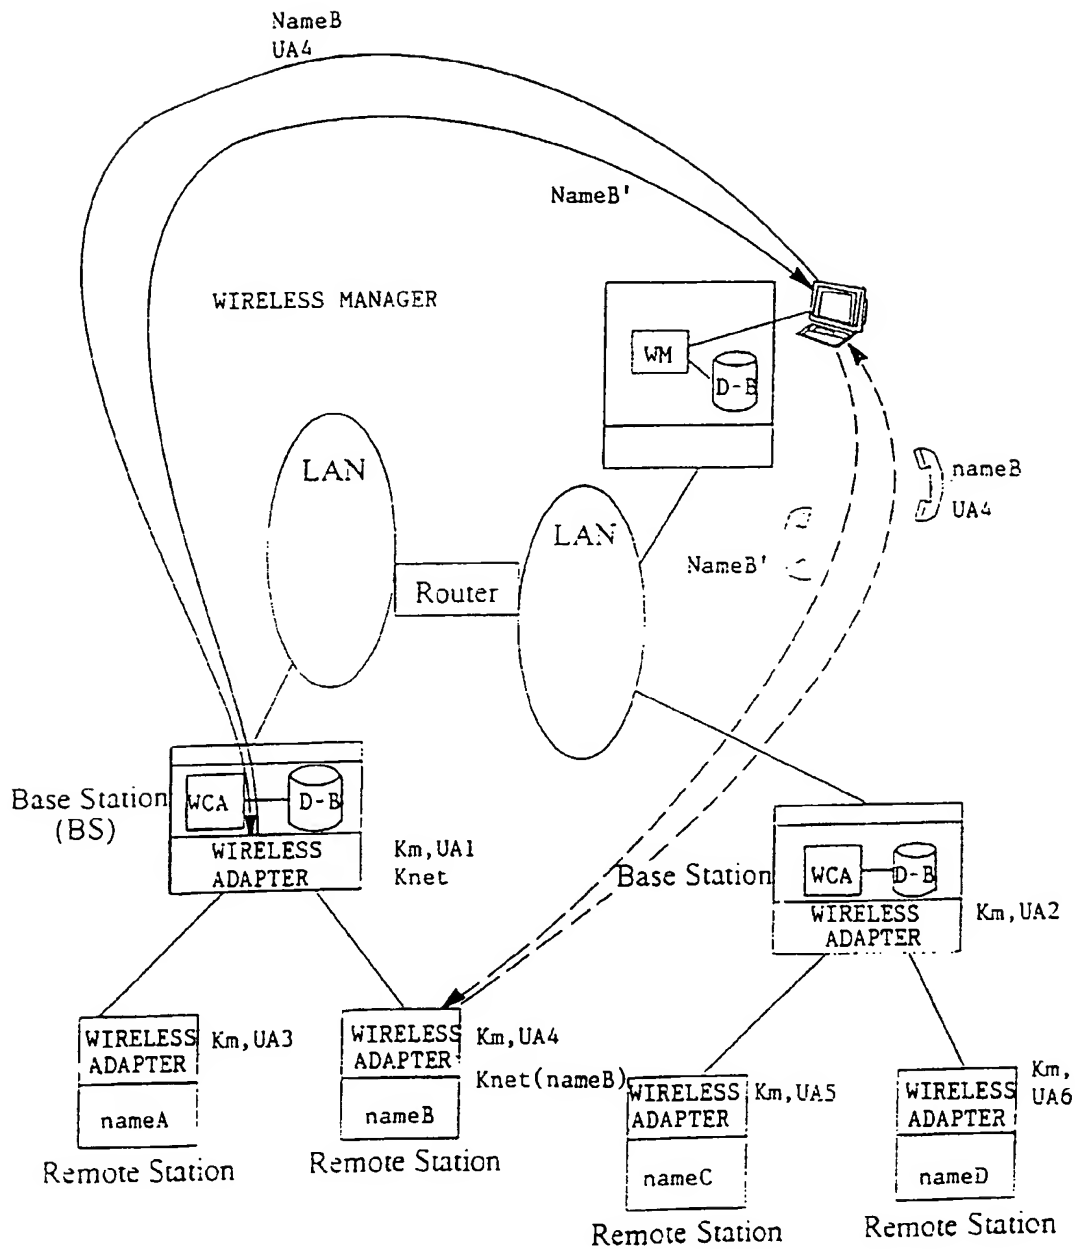 NameB
UA4
NameB'
WIRELESS MANAGER
WM
D-B
LAN
LAN
nameB
UA4
NameB'
Router
Base Station
(BS)
WCA
D-B
WIRELESS
ADAPTER
Km,UA1
Knet
Base Station
WCA
D-B
WIRELESS
ADAPTER
Km,UA2
WIRELESS
ADAPTER
Km,UA3
nameA
Remote Station
WIRELESS
ADAPTER
Km,UA4
Knet(nameB)
nameB
Remote Station
WIRELESS
ADAPTER
Km,UA5
nameC
Remote Station
WIRELESS
ADAPTER
Km,
UA6
nameD
Remote Station